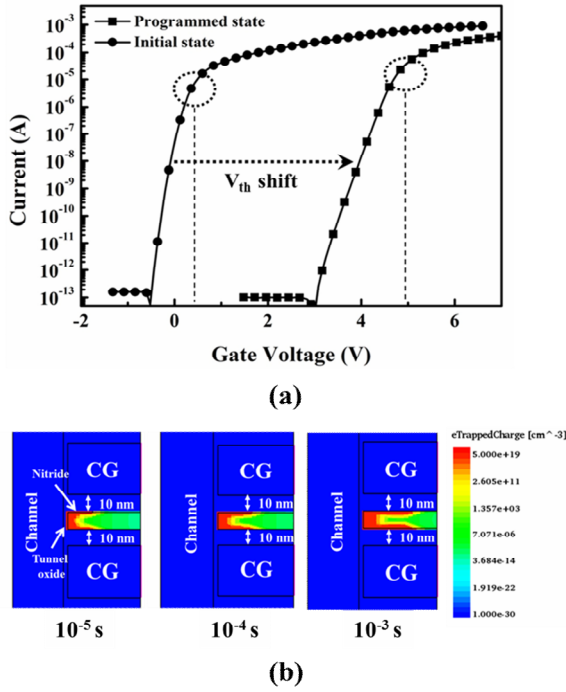 10⁻³
10⁻⁴
10⁻⁵
10⁻⁶
10⁻⁷
10⁻⁸
10⁻⁹
10⁻¹⁰
10⁻¹¹
10⁻¹²
10⁻¹³
Current (A)
Programmed state
Initial state
Vth shift
-2 0 2 4 6
Gate Voltage (V)
(a)
eTrappedCharge [cm^-3]
5.000e+19
2.605e+11
1.357e+03
7.071e-06
3.684e-14
1.919e-22
1.000e-30
Channel
Nitride
CG
10 nm
10 nm
Tunnel
oxide
CG
10⁻⁵ s
Channel
CG
10 nm
10 nm
CG
10⁻⁴ s
Channel
CG
10 nm
10 nm
CG
10⁻³ s
(b)